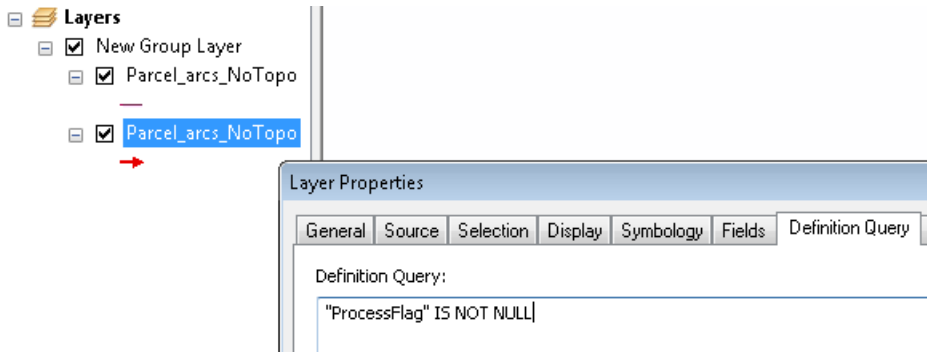 Layers
New Group Layer
Parcel_arcs_NoTopo
Parcel_arcs_NoTopo
Layer Properties
General Source Selection Display Symbology Fields Definition Query
Definition Query:
"ProcessFlag" IS NOT NULL